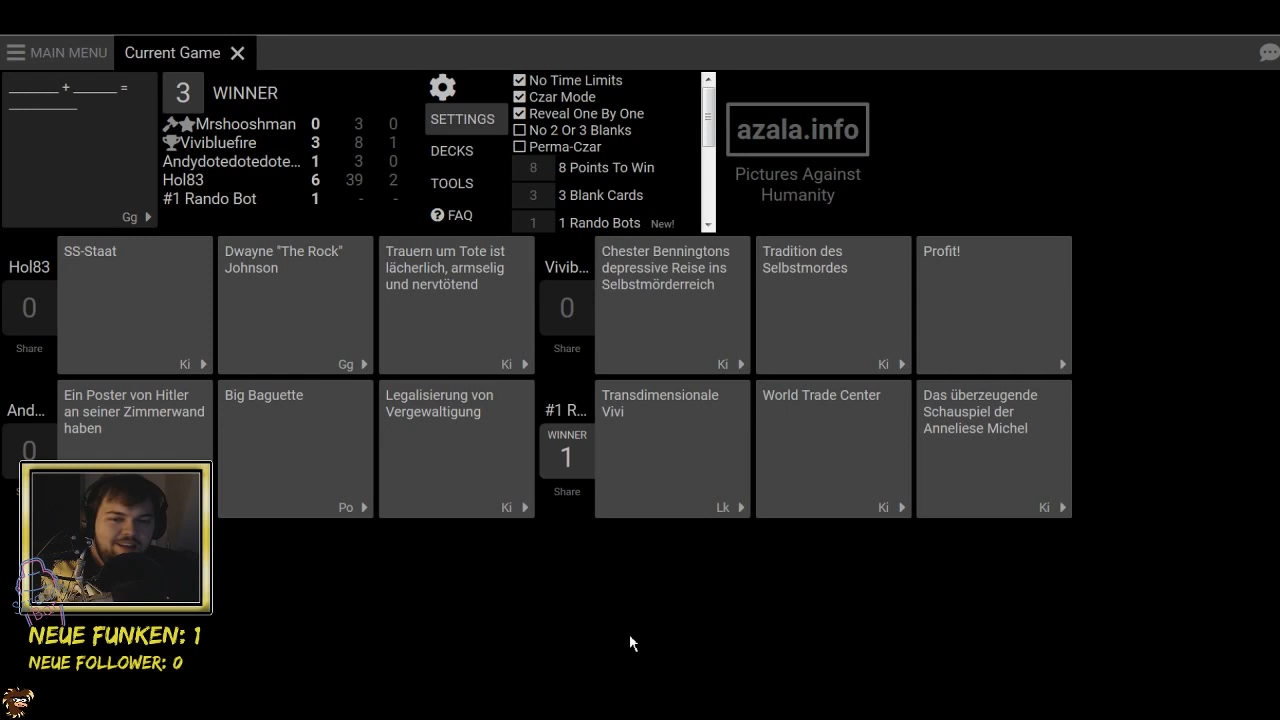 MAIN MENU
Current Game
_______ + ______ =
__________
Gg
3 WINNER
Mrshooshman 0 3 0
Vivibluefire 3 8 1
Andydotedotedote... 1 3 0
Hol83 6 39 2
#1 Rando Bot 1 - -
SETTINGS
DECKS
TOOLS
? FAQ
No Time Limits
Czar Mode
Reveal One By One
No 2 Or 3 Blanks
Perma-Czar
8 8 Points To Win
3 3 Blank Cards
1 1 Rando Bots New!
azala.info
Pictures Against
Humanity
Hol83
0
Share
SS-Staat
Ki
Dwayne "The Rock"
Johnson
Gg
Trauern um Tote ist
lächerlich, armselig
und nervtötend
Ki
Vivib...
0
Share
Chester Benningtons
depressive Reise ins
Selbstmörderreich
Ki
Tradition des
Selbstmordes
Ki
Profit!
And...
0
Ein Poster von Hitler
an seiner Zimmerwand
haben
Big Baguette
Po
Legalisierung von
Vergewaltigung
Ki
#1 R...
WINNER
1
Share
Transdimensionale
Vivi
Lk
World Trade Center
Ki
Das überzeugende
Schauspiel der
Anneliese Michel
Ki
NEUE FUNKEN: 1
NEUE FOLLOWER: 0